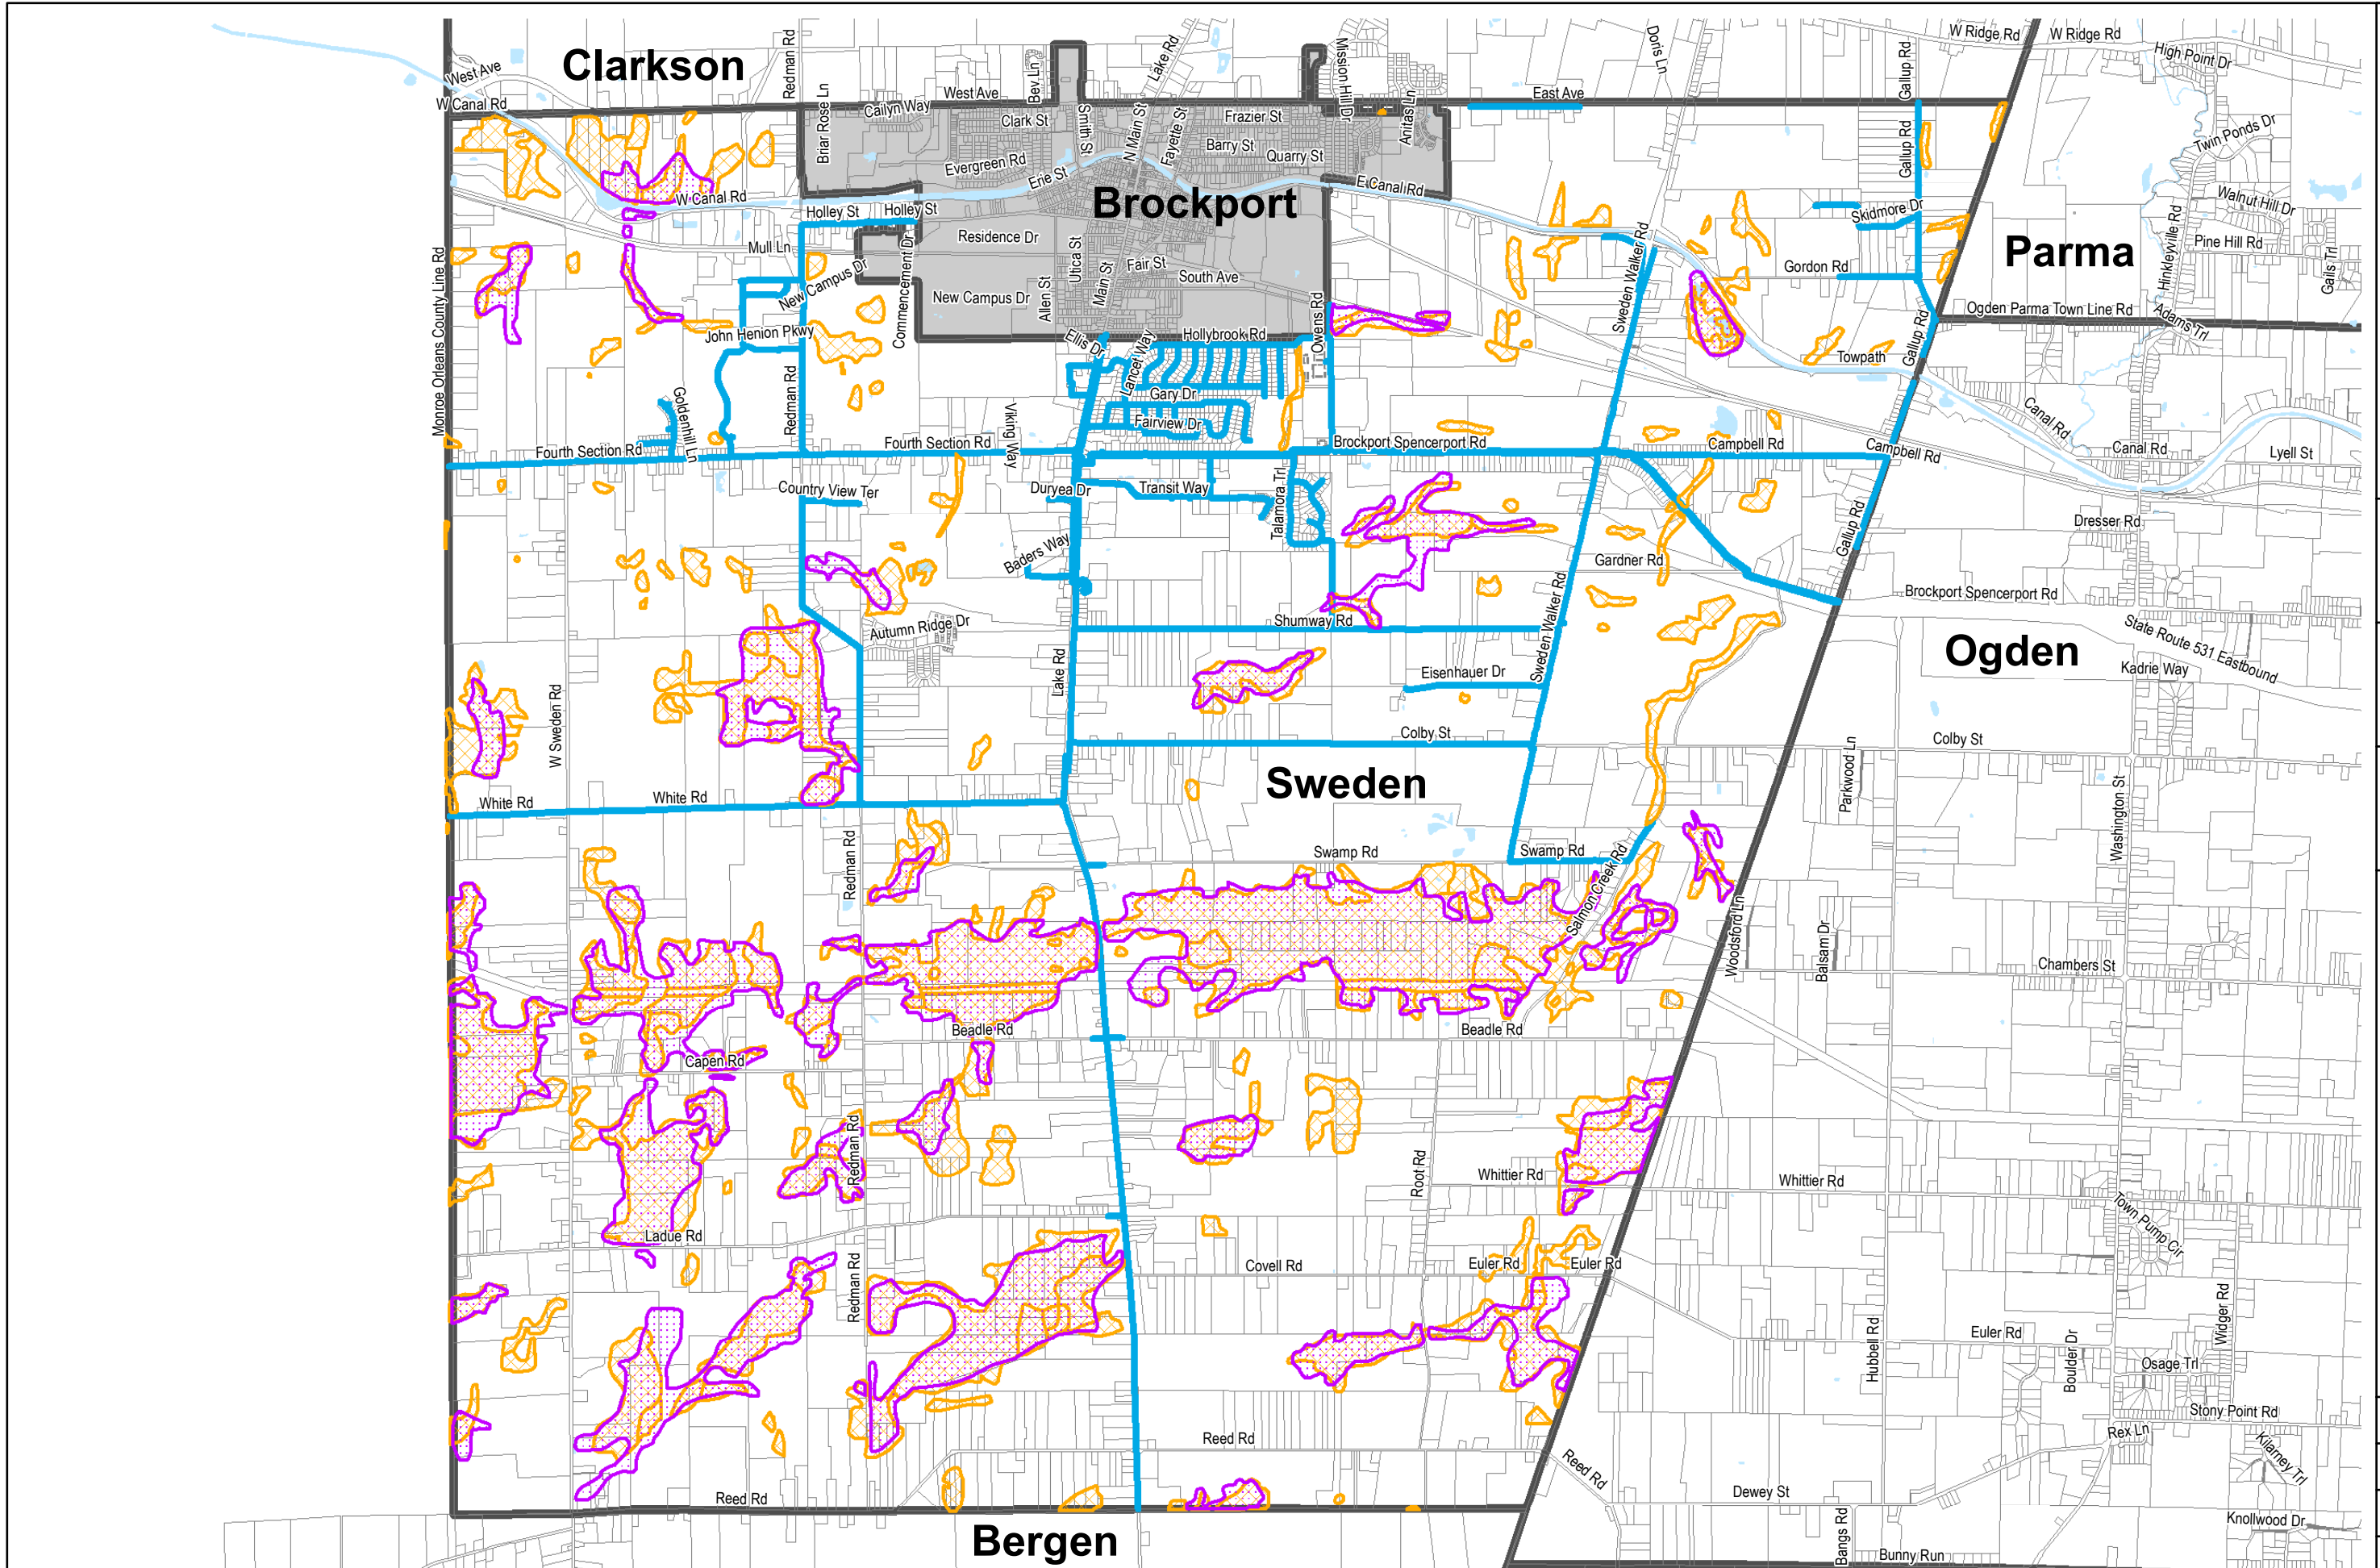 W Ridge Rd
W Ridge Rd
High Point Dr
Clarkson
West Ave
Redman Rd
Bev Ln
Lake Rd
Mission Hill Dr
Doris Ln
Gallup Rd
W Canal Rd
Briar Rose Ln
Cailyn Way
West Ave
Clark St
Smith St
N Main St
Fayette St
Frazier St
Anitas Ln
East Ave
Twin Ponds Dr
Evergreen Rd
Barry St
Quarry St
Gallup Rd
Erie St
E Canal Rd
W Canal Rd
Brockport
Walnut Hill Dr
Holley St
Holley St
Skidmore Dr
Hinkleyville Rd
Parma
Pine Hill Rd
Gails Trl
Mull Ln
Residence Dr
Utica St
Fair St
South Ave
Gordon Rd
Monroe Orleans County Line Rd
New Campus Dr
Commencement Dr
New Campus Dr
Allen St
Main St
Owens Rd
Sweden Walker Rd
Ogden Parma Town Line Rd
Adams Trl
John Henion Pkwy
Ellis Dr
Lancet Way
Hollybrook Rd
Towpath
Gallup Rd
Redman Rd
Goldenhill Ln
Gary Dr
Fairview Dr
Viking Way
Canal Rd
Fourth Section Rd
Fourth Section Rd
Brockport Spencerport Rd
Campbell Rd
Campbell Rd
Canal Rd
Lyell St
Country View Ter
Duryea Dr
Transit Way
Talamora Trl
Gallup Rd
Dresser Rd
Baders Way
Gardner Rd
Brockport Spencerport Rd
Autumn Ridge Dr
Shumway Rd
Sweden Walker Rd
State Route 531 Eastbound
Ogden
Kadrie Way
W Sweden Rd
Lake Rd
Eisenhauer Dr
Colby St
Colby St
Sweden
Parkwood Ln
Washington St
White Rd
White Rd
Redman Rd
Swamp Rd
Swamp Rd
Salmon Creek Rd
Woodsford Ln
Balsam Dr
Chambers St
Beadle Rd
Beadle Rd
Capen Rd
Redman Rd
Root Rd
Whittier Rd
Whittier Rd
Town Pump Cir
Ladue Rd
Redman Rd
Covell Rd
Euler Rd
Euler Rd
Hubbell Rd
Euler Rd
Boulder Dr
Widger Rd
Osage Trl
Stony Point Rd
Reed Rd
Rex Ln
Kilarney Trl
Reed Rd
Reed Rd
Dewey St
Bergen
Bangs Rd
Knollwood Dr
Bunny Run